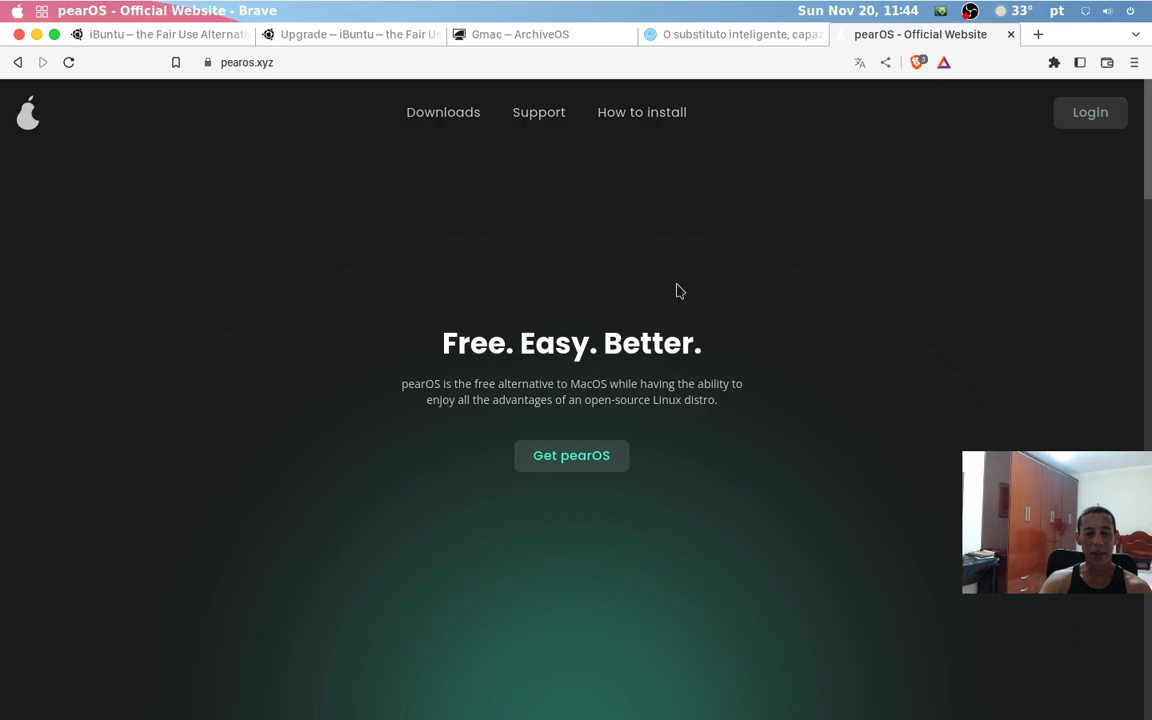 pearOS - Official Website - Brave
Sun Nov 20, 11:44
33°
pt
iBuntu – the Fair Use Alternati
Upgrade – iBuntu – the Fair Us
Gmac – ArchiveOS
O substituto inteligente, capaz
pearOS - Official Website
pearos.xyz
3
Downloads
Support
How to install
Login
Free. Easy. Better.
pearOS is the free alternative to MacOS while having the ability to
enjoy all the advantages of an open-source Linux distro.
Get pearOS